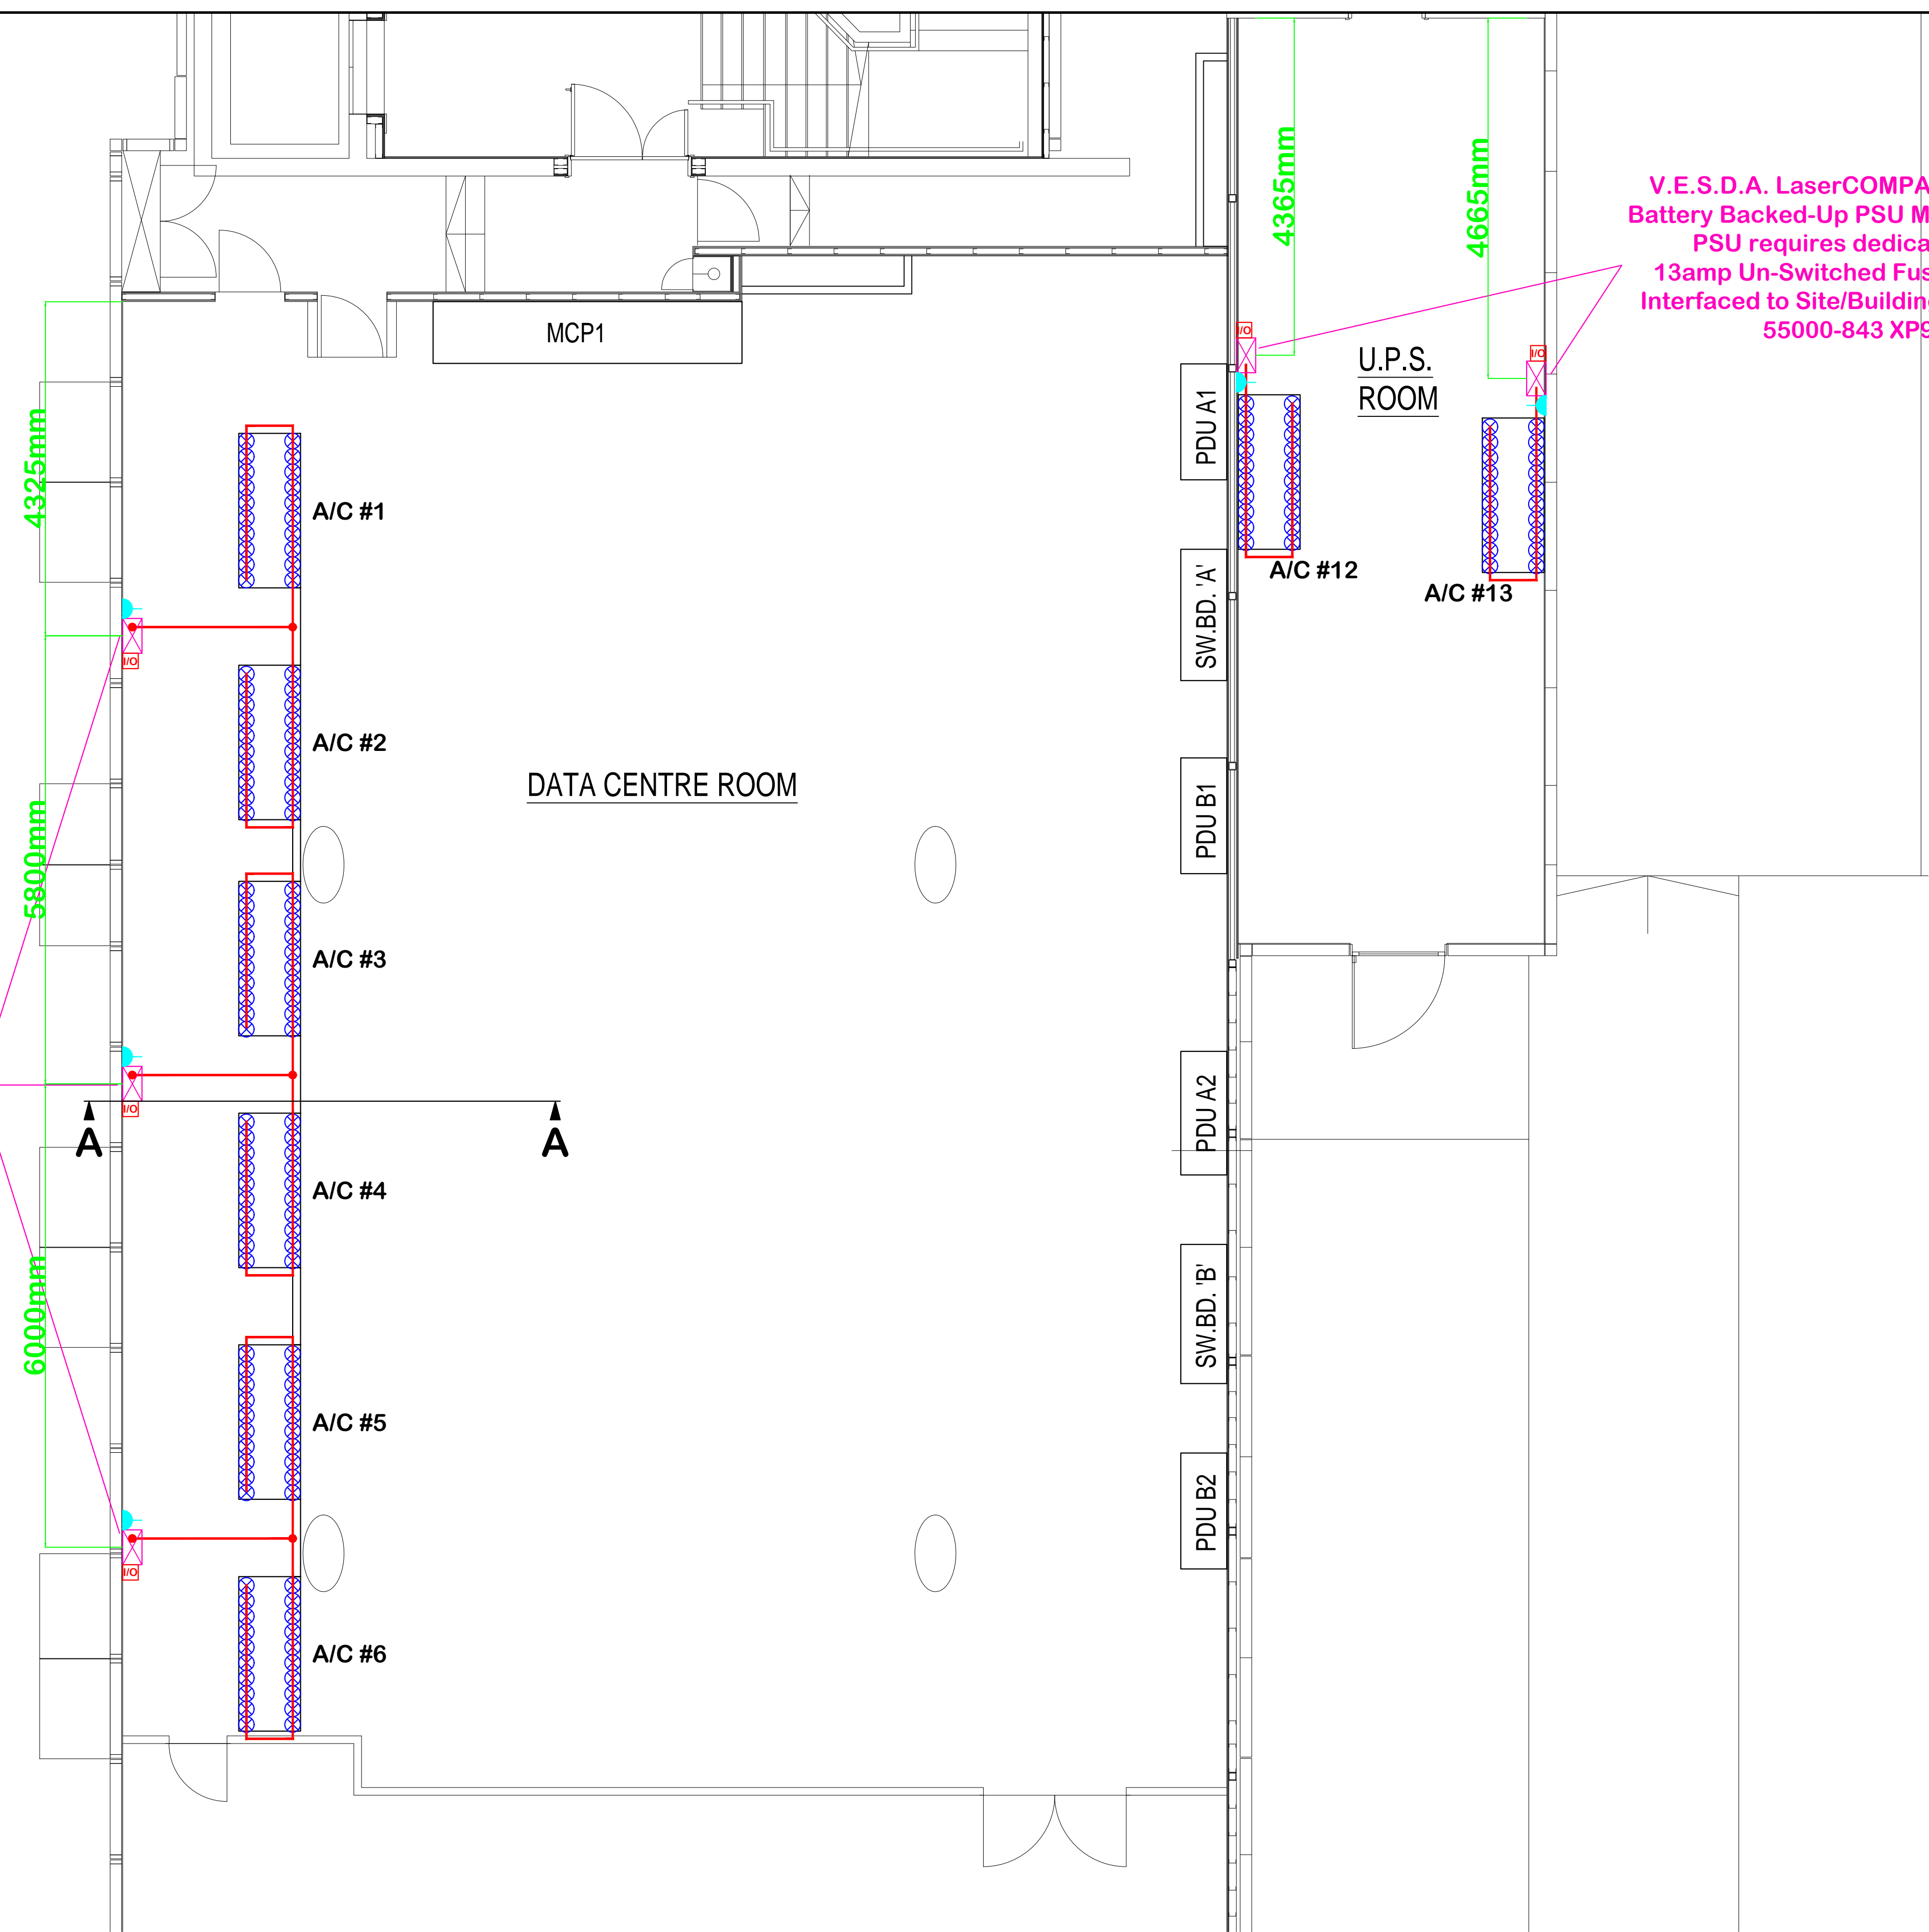 V.E.S.D.A. LaserCOMPA
Battery Backed-Up PSU M
PSU requires dedica
13amp Un-Switched Fus
Interfaced to Site/Building
55000-843 XP9
4365mm
4665mm
I/O
I/O
U.P.S.
ROOM
MCP1
PDU A1
4325mm
A/C #1
A/C #12
A/C #13
SW.BD. 'A'
I/O
A/C #2
DATA CENTRE ROOM
PDU B1
5800mm
A/C #3
I/O
A
A
PDU A2
A/C #4
6000mm
SW.BD. 'B'
A/C #5
PDU B2
I/O
A/C #6